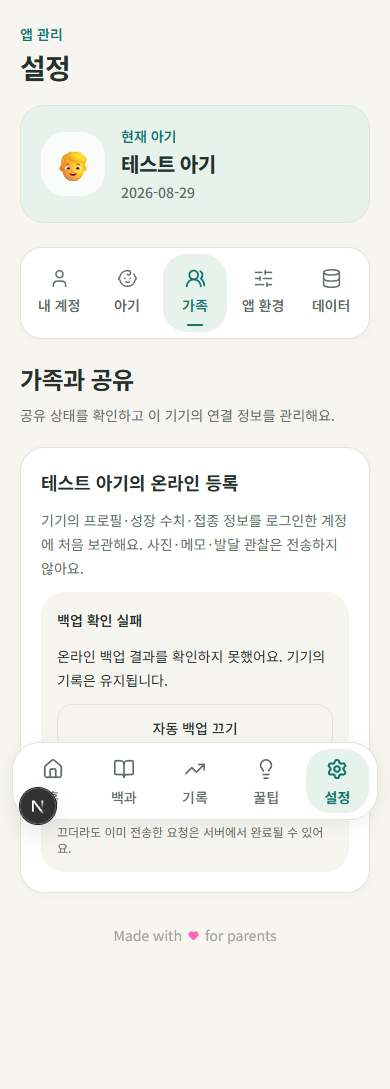 앱 관리
설정
현재 아기
테스트 아기
2026-08-29
내 계정
아기
가족
앱 환경
데이터
가족과 공유
공유 상태를 확인하고 이 기기의 연결 정보를 관리해요.
테스트 아기의 온라인 등록
기기의 프로필·성장 수치·접종 정보를 로그인한 계정
에 처음 보관해요. 사진·메모·발달 관찰은 전송하지
않아요.
백업 확인 실패
온라인 백업 결과를 확인하지 못했어요. 기기의
기록은 유지됩니다.
자동 백업 끄기
백과
기록
꿀팁
설정
N
끄더라도 이미 전송한 요청은 서버에서 완료될 수 있어
요.
Made with for parents